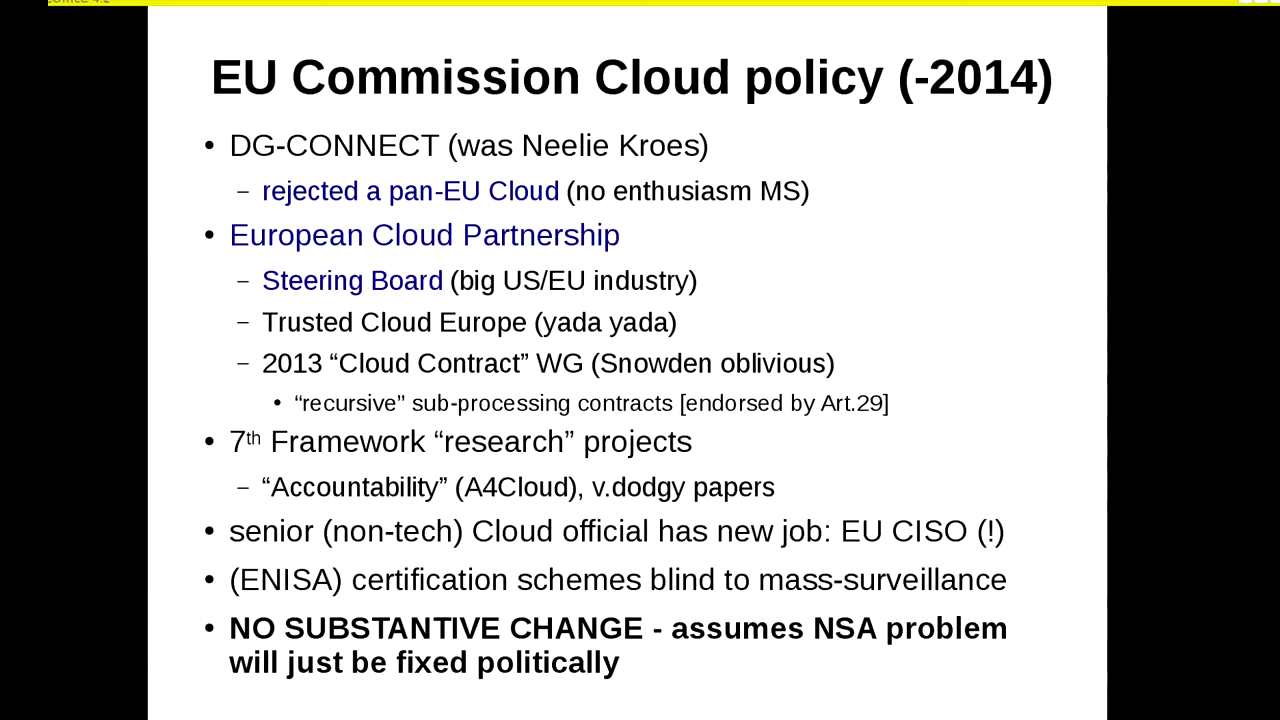 EU Commission Cloud policy (-2014)
• DG-CONNECT (was Neelie Kroes)
– rejected a pan-EU Cloud (no enthusiasm MS)
• European Cloud Partnership
– Steering Board (big US/EU industry)
– Trusted Cloud Europe (yada yada)
– 2013 “Cloud Contract” WG (Snowden oblivious)
• “recursive” sub-processing contracts [endorsed by Art.29]
• 7th Framework “research” projects
– “Accountability” (A4Cloud), v.dodgy papers
• senior (non-tech) Cloud official has new job: EU CISO (!)
• (ENISA) certification schemes blind to mass-surveillance
• NO SUBSTANTIVE CHANGE - assumes NSA problem
will just be fixed politically